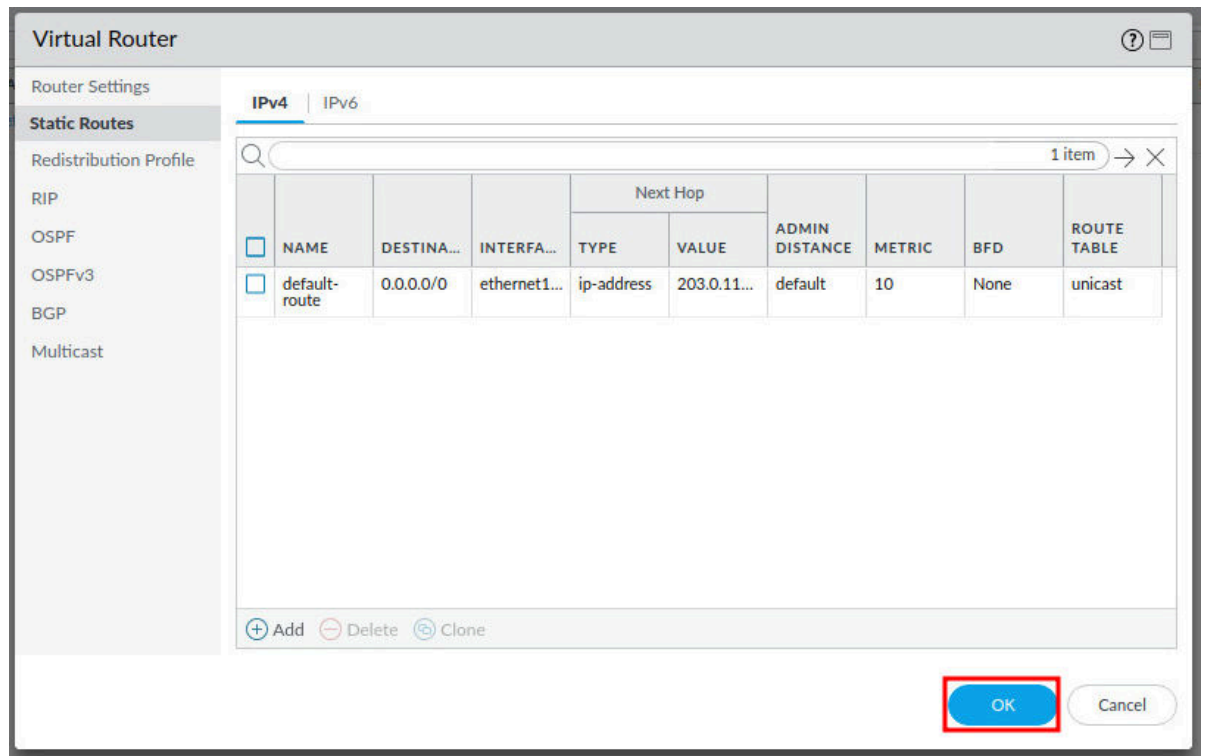 Virtual Router
Router Settings
Static Routes
Redistribution Profile
RIP
OSPF
OSPFv3
BGP
Multicast
IPv4 | IPv6
1 item
Next Hop
NAME DESTINA... INTERFA... TYPE VALUE ADMIN DISTANCE METRIC BFD ROUTE TABLE
default-route 0.0.0.0/0 ethernet1... ip-address 203.0.11... default 10 None unicast
Add Delete Clone
OK Cancel